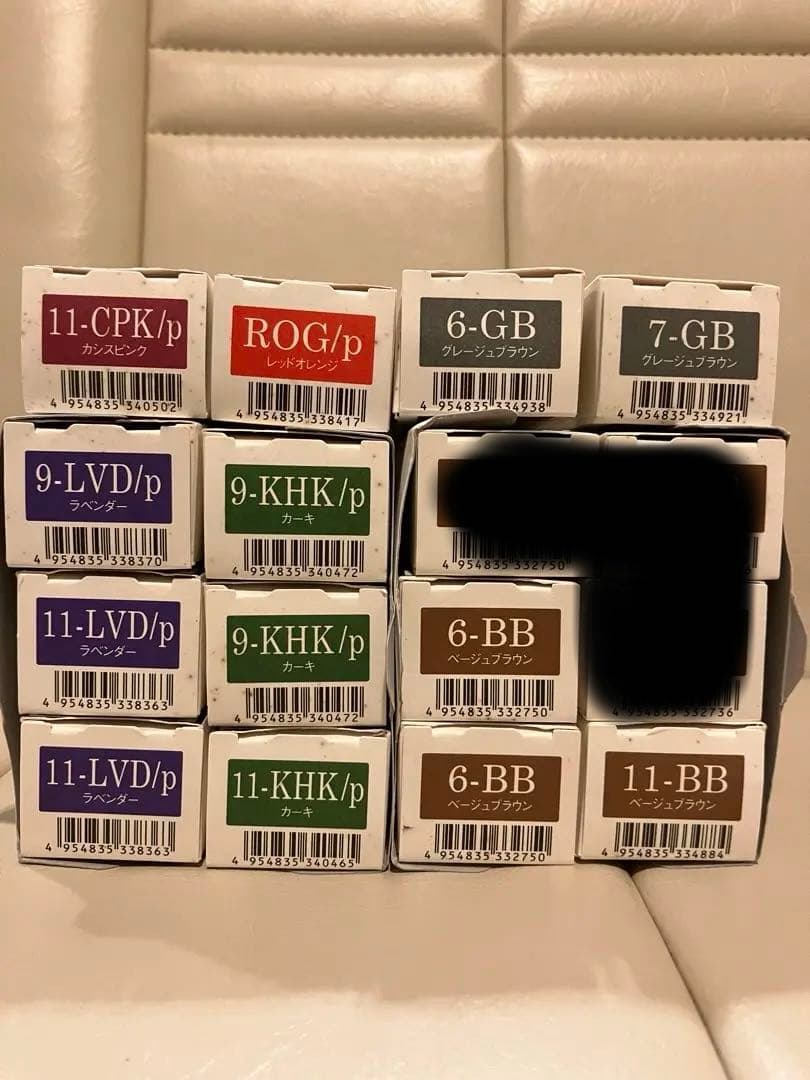 11-CPK/p
カシスピンク
4 954835 340502
ROG/p
レッドオレンジ
4 954835 338417
6-GB
グレージュブラウン
4 954835 334938
7-GB
グレージュブラウン
4 954835 334921
9-LVD/p
ラベンダー
4 954835 338370
9-KHK/p
カーキ
4 954835 340472
4 954835 332750
11-LVD/p
ラベンダー
4 954835 338363
9-KHK/p
カーキ
4 954835 340472
6-BB
ベージュブラウン
4 954835 332750
4 954835 332736
11-LVD/p
ラベンダー
4 954835 338363
11-KHK/p
カーキ
4 954835 340465
6-BB
ベージュブラウン
4 954835 332750
11-BB
ベージュブラウン
4 954835 334884